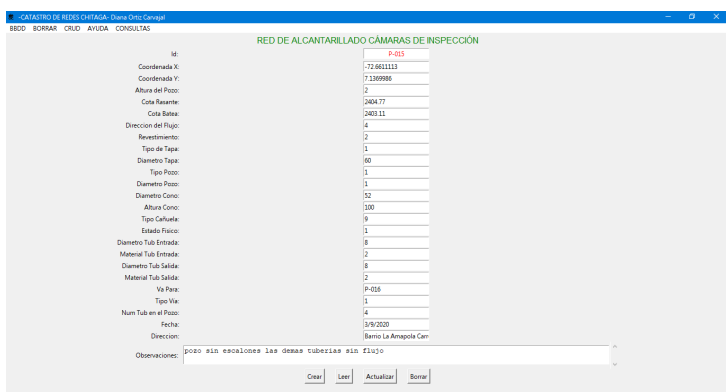 -CATASTRO DE REDES CHITAGA- Diana Ortiz Carvajal
BBDD BORRAR CRUD AYUDA CONSULTAS
RED DE ALCANTARILLADO CÁMARAS DE INSPECCIÓN
Id: P-015
Coordenada X: -72.6611113
Coordenada Y: 7.1369986
Altura del Pozo: 2
Cota Rasante: 2404.77
Cota Batea: 2403.11
Direccion del Flujo: 4
Revestimiento: 2
Tipo de Tapa: 1
Diametro Tapa: 60
Tipo Pozo: 1
Diametro Pozo: 1
Diametro Cono: 52
Altura Cono: 100
Tipo Cañuela: 9
Estado Fisico: 1
Diametro Tub Entrada: 8
Material Tub Entrada: 2
Diametro Tub Salida: 8
Material Tub Salida: 2
Va Para: P-016
Tipo Via: 1
Num Tub en el Pozo: 4
Fecha: 3/9/2020
Direccion: Barrio La Amapola Carr
Observaciones: pozo sin escalones las demas tuberias sin flujo
Crear Leer Actualizar Borrar